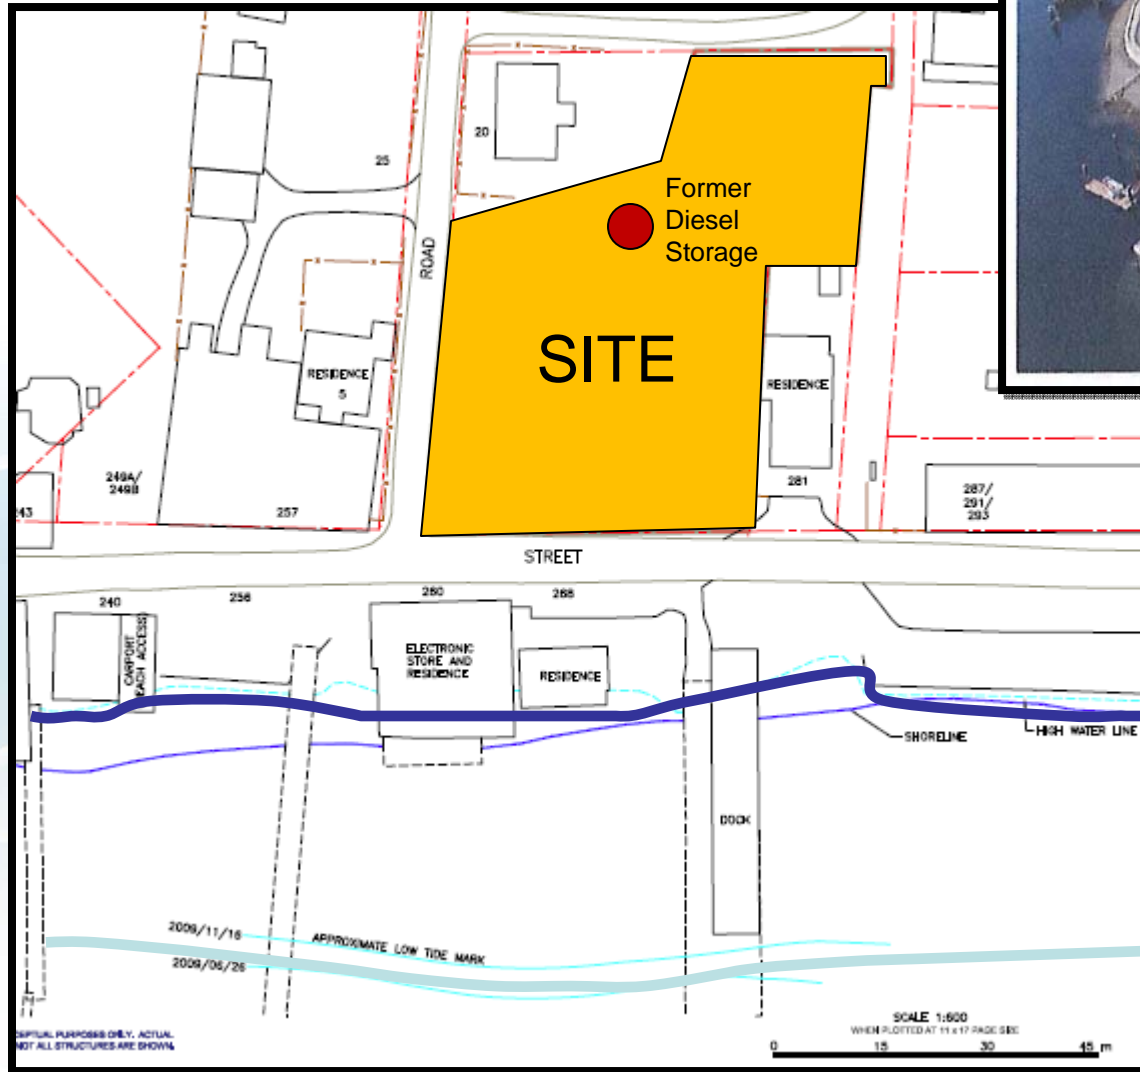 20
25
Former
Diesel
Storage
ROAD
SITE
RESIDENCE
5
RESIDENCE
249A/
249B
243
257
281
287/
291/
293
STREET
240
256
260
268
CARPORT
ELECTRONIC
STORE AND
RESIDENCE
RESIDENCE
SHORELINE
HIGH WATER LINE
DOCK
2009/11/16
APPROXIMATE LOW TIDE MARK
2009/06/26
SCALE 1:600
WHEN PLOTTED AT 11 x 17 PAGE SIZE
0 15 30 45 m
PURPOSES ONLY. ACTUAL
NOT ALL STRUCTURES ARE SHOWN.